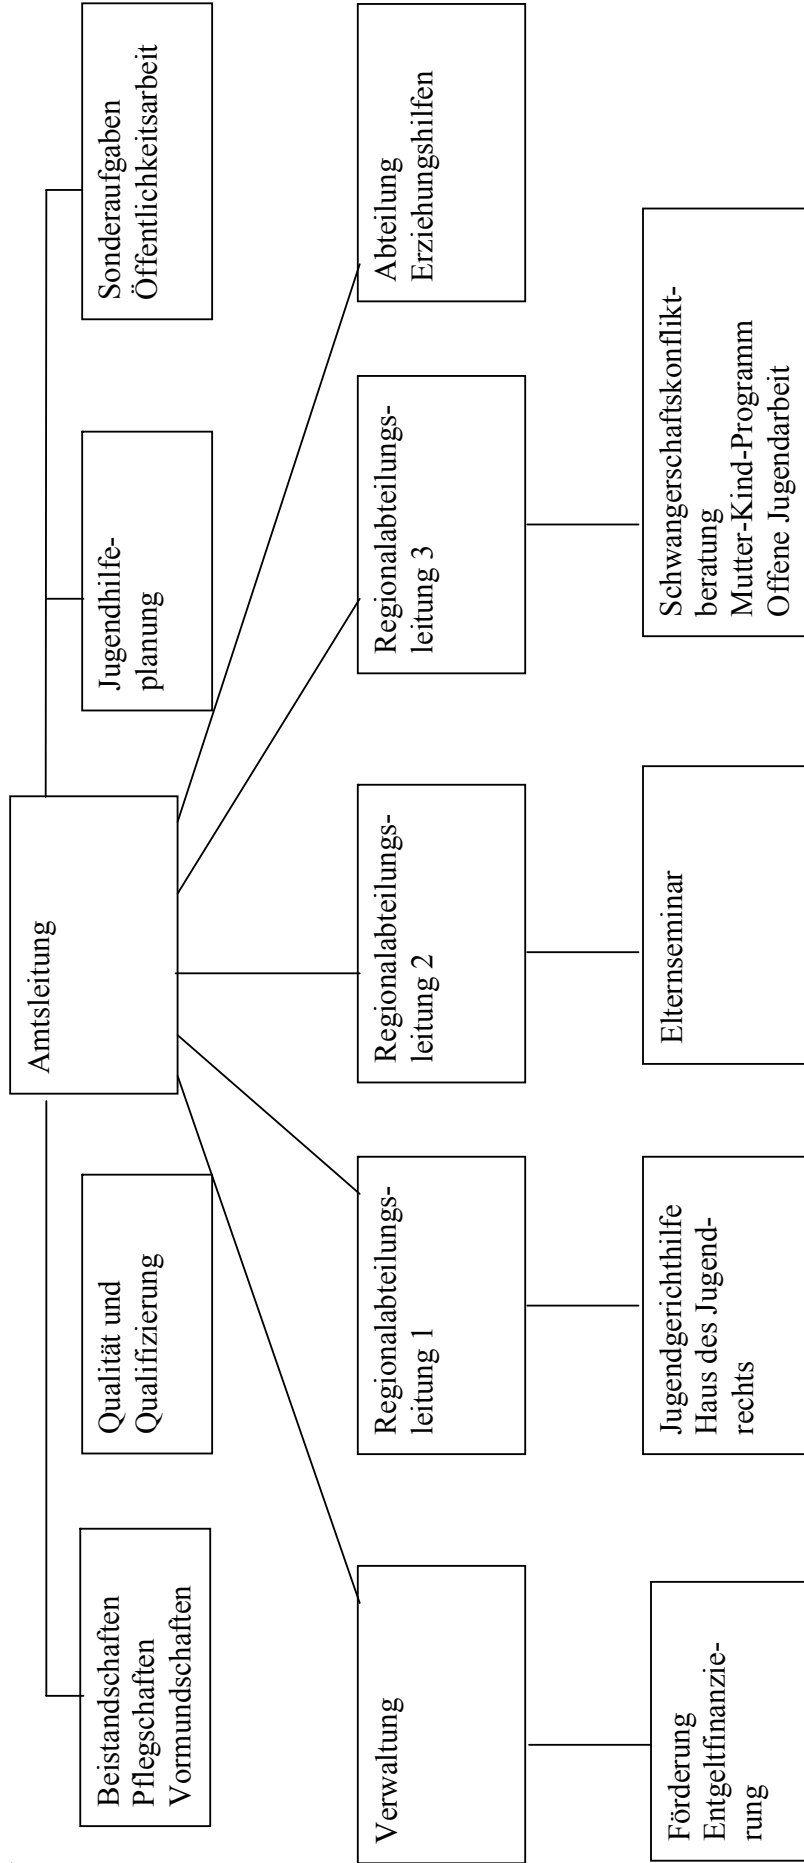 Amtsleitung
Beistandschaften
Pflegschaften
Vormundschaften
Qualität und
Qualifizierung
Jugendhilfe-
planung
Sonderaufgaben
Öffentlichkeitsarbeit
Verwaltung
Regionalabteilungs-
leitung 1
Regionalabteilungs-
leitung 2
Regionalabteilungs-
leitung 3
Abteilung
Erziehungshilfen
Förderung
Entgeltfinanzie-
rung
Jugendgerichthilfe
Haus des Jugend-
rechts
Elternseminar
Schwangerschaftskonflikt-
beratung
Mutter-Kind-Programm
Offene Jugendarbeit